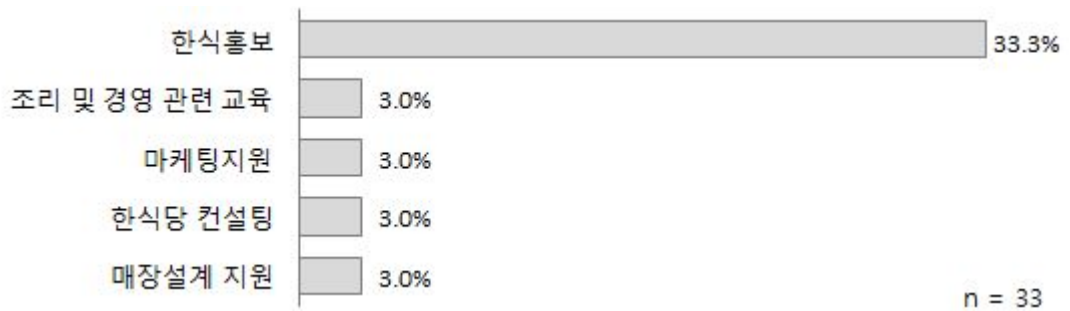 한식홍보 33.3%
조리 및 경영 관련 교육 3.0%
마케팅지원 3.0%
한식당 컨설팅 3.0%
매장설계 지원 3.0%
n = 33